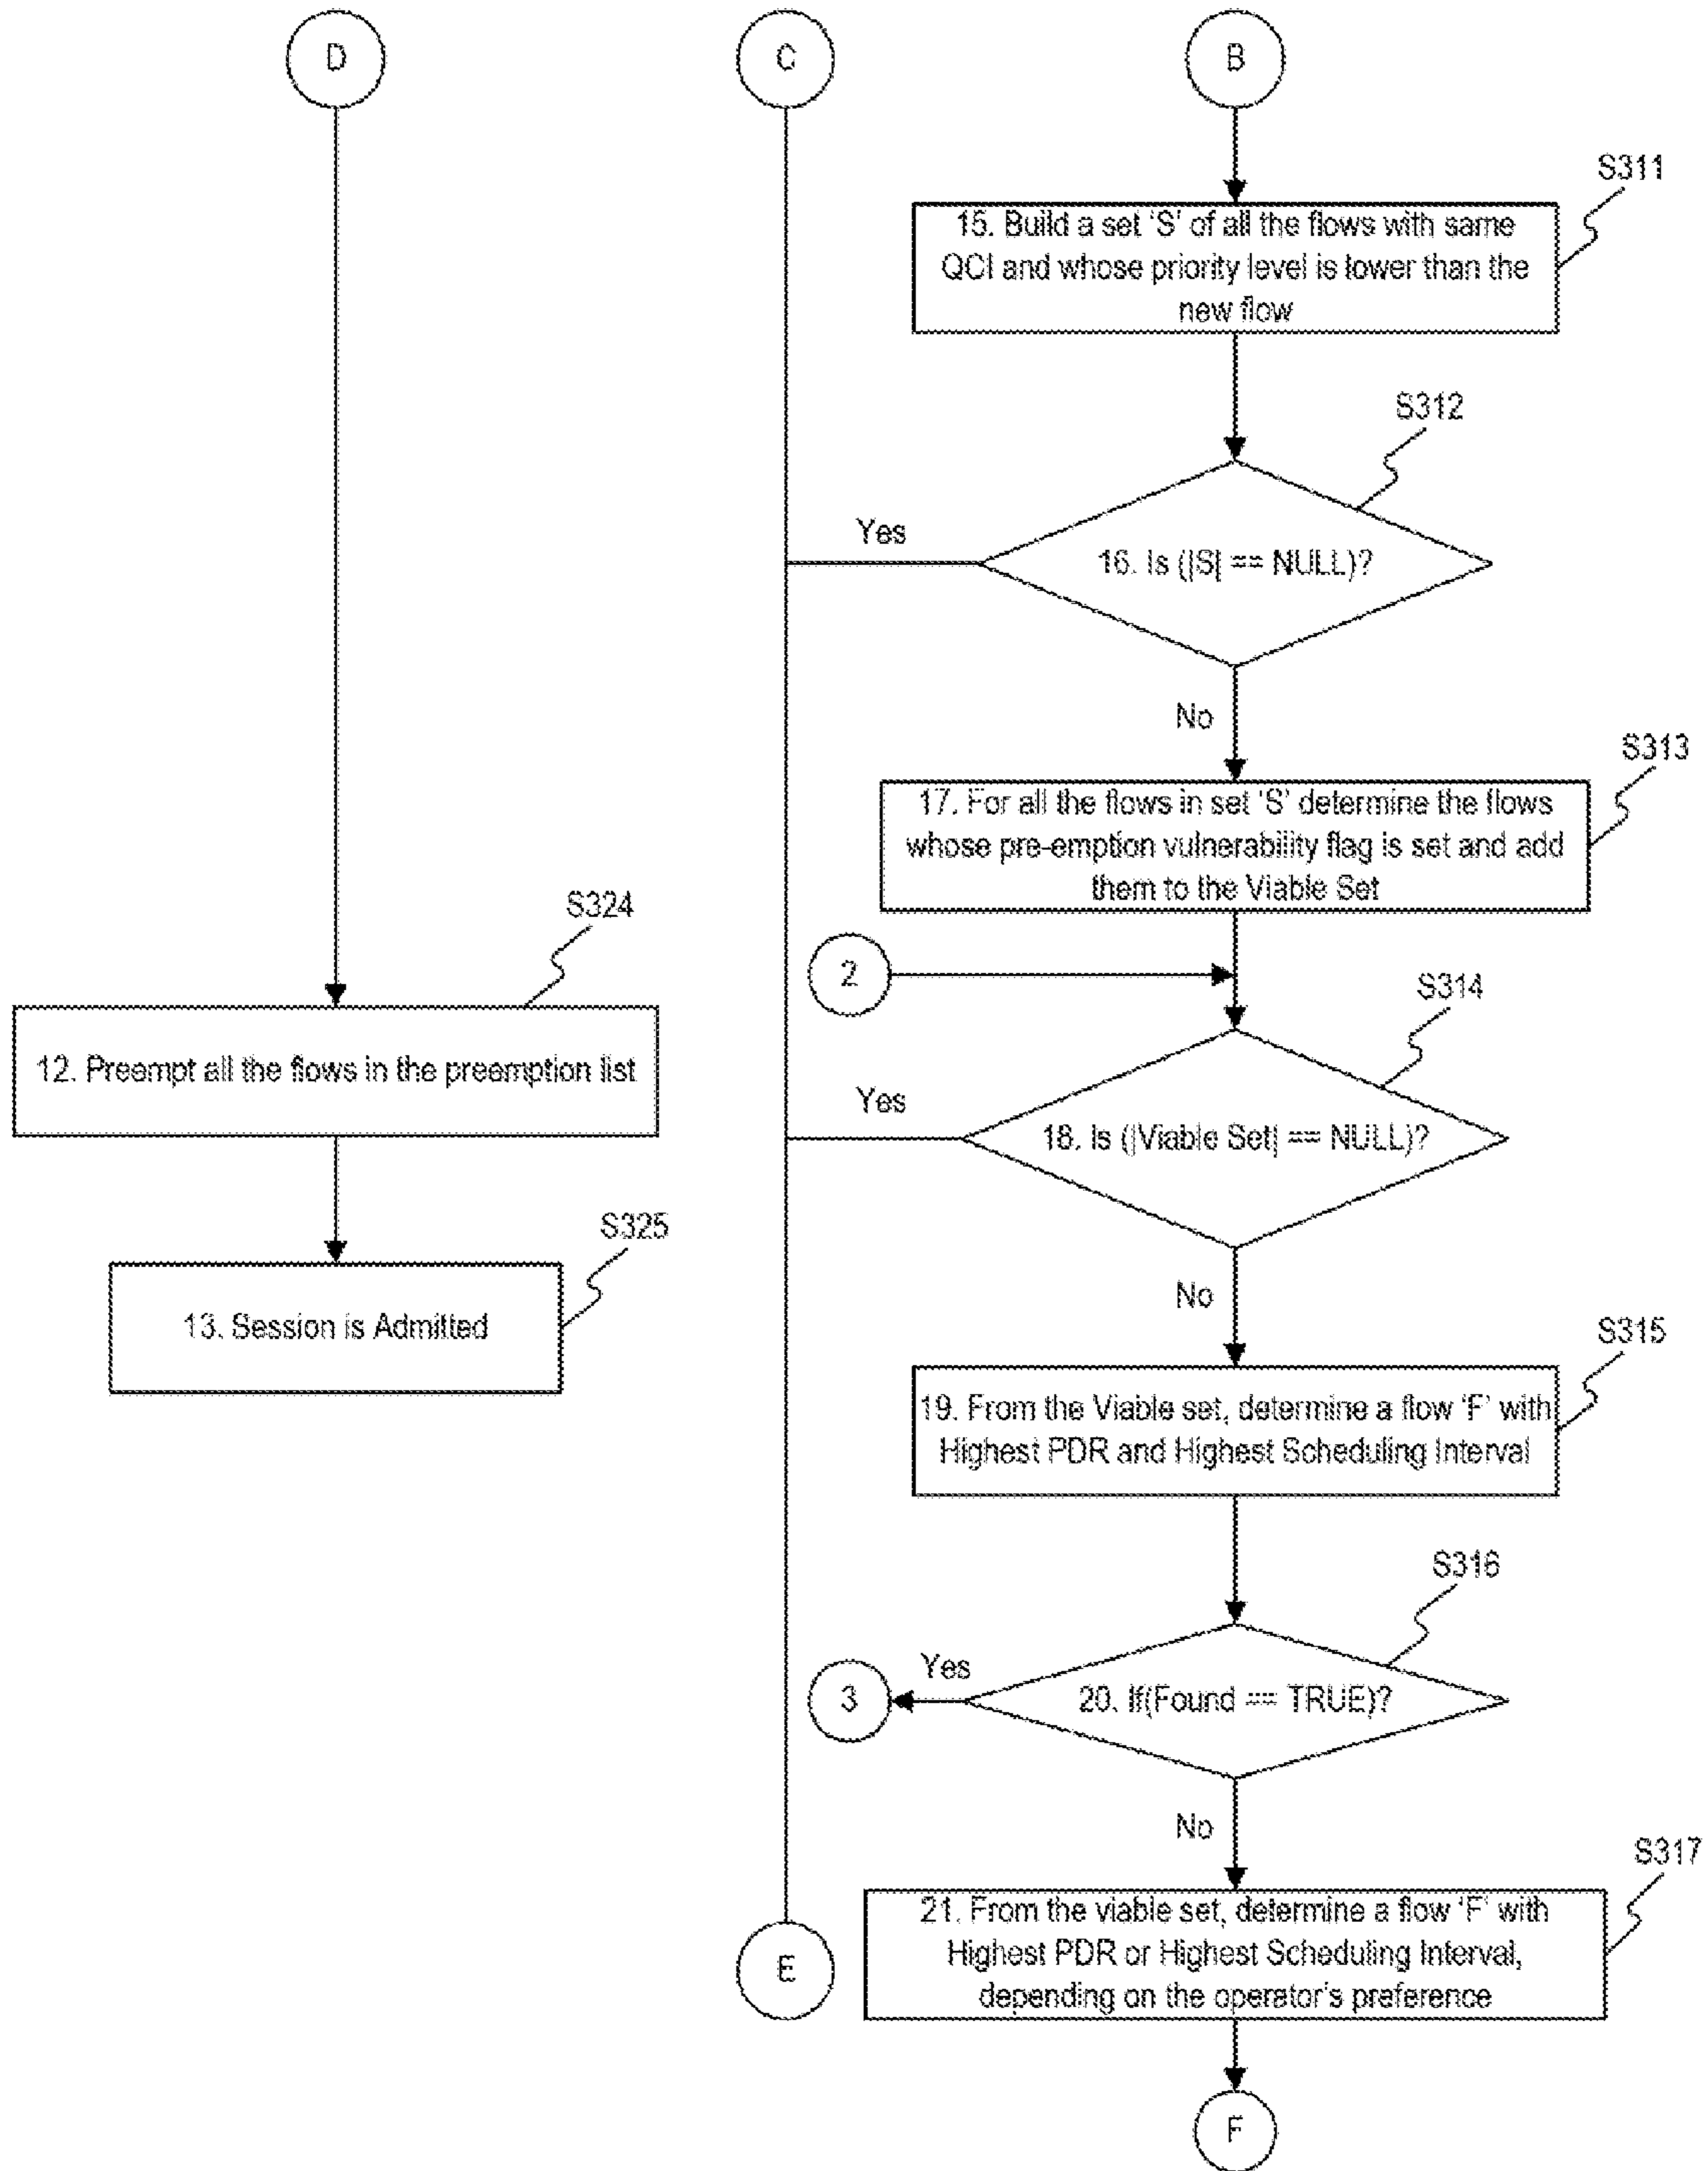 D
C
B
S311
15. Build a set 'S' of all the flows with same
QCI and whose priority level is lower than the
new flow
S312
Yes
16. Is (|S| == NULL)?
No
S313
17. For all the flows in set 'S' determine the flows
whose pre-emption vulnerability flag is set and add
them to the Viable Set
S324
2
S314
12. Preempt all the flows in the preemption list
Yes
18. Is (|Viable Set| == NULL)?
S325
No
13. Session is Admitted
S315
19. From the Viable set, determine a flow 'F' with
Highest PDR and Highest Scheduling Interval
S316
Yes
3
20. If(Found == TRUE)?
No
S317
21. From the viable set, determine a flow 'F' with
Highest PDR or Highest Scheduling Interval,
depending on the operator's preference
E
F